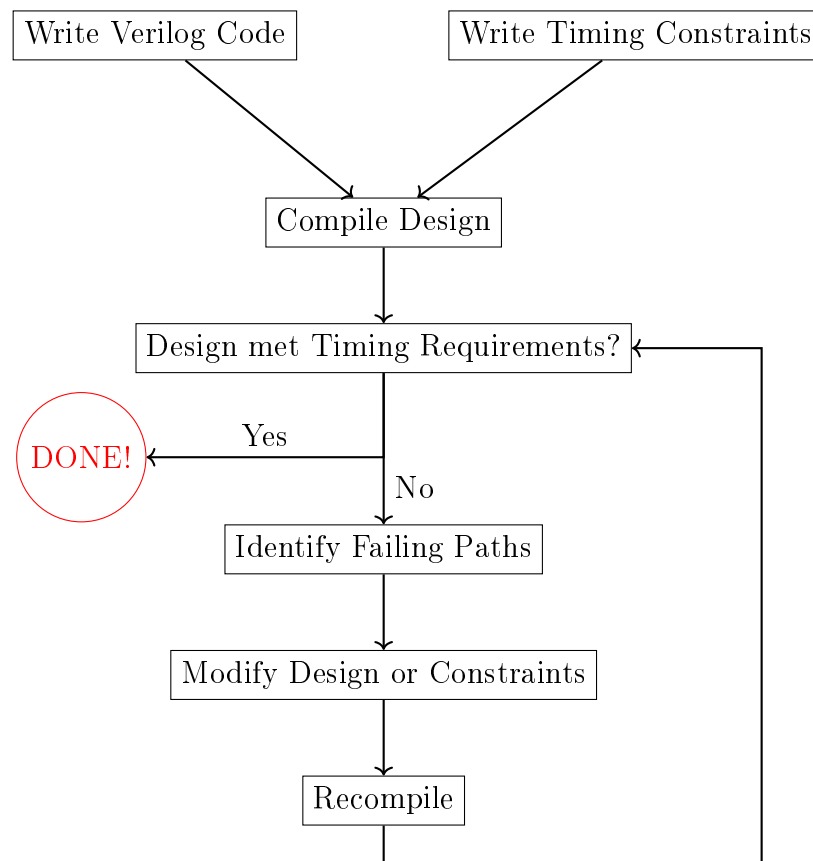 Write Verilog Code
Write Timing Constraints
Compile Design
Design met Timing Requirements?
Yes
DONE!
No
Identify Failing Paths
Modify Design or Constraints
Recompile